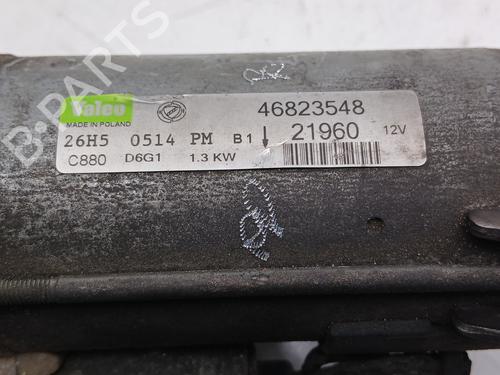 B-PARTS
Valeo
MADE IN POLAND
46823548
26H5 0514 PM B1 21960 12V
C880 D6G1 1.3 KW